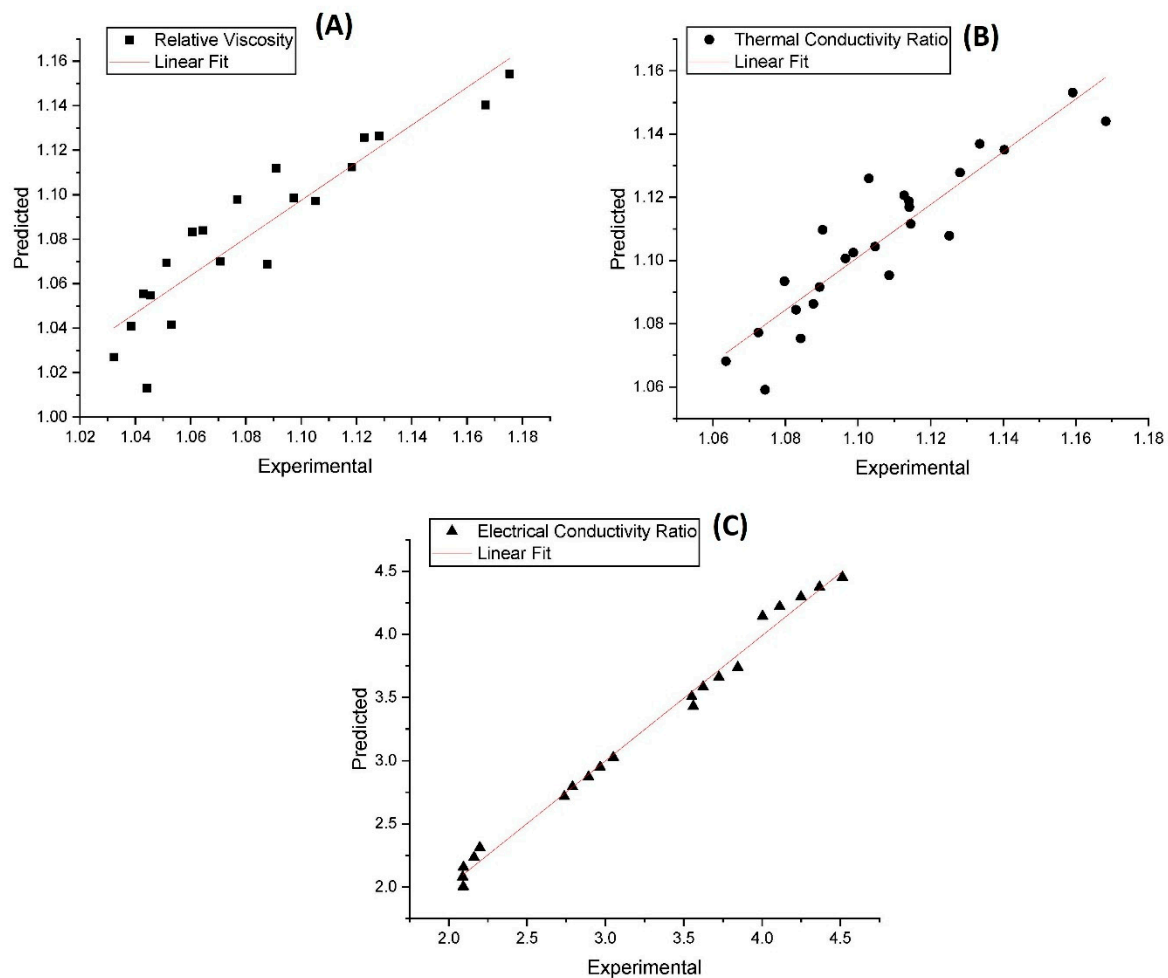 Relative Viscosity
Linear Fit
(A)
1.16
1.14
1.12
1.10
1.08
1.06
1.04
1.02
1.00
Predicted
1.02 1.04 1.06 1.08 1.10 1.12 1.14 1.16 1.18
Experimental
Thermal Conductivity Ratio
Linear Fit
(B)
1.16
1.14
1.12
1.10
1.08
1.06
Predicted
1.06 1.08 1.10 1.12 1.14 1.16 1.18
Experimental
Electrical Conductivity Ratio
Linear Fit
(C)
4.5
4.0
3.5
3.0
2.5
2.0
Predicted
2.0 2.5 3.0 3.5 4.0 4.5
Experimental